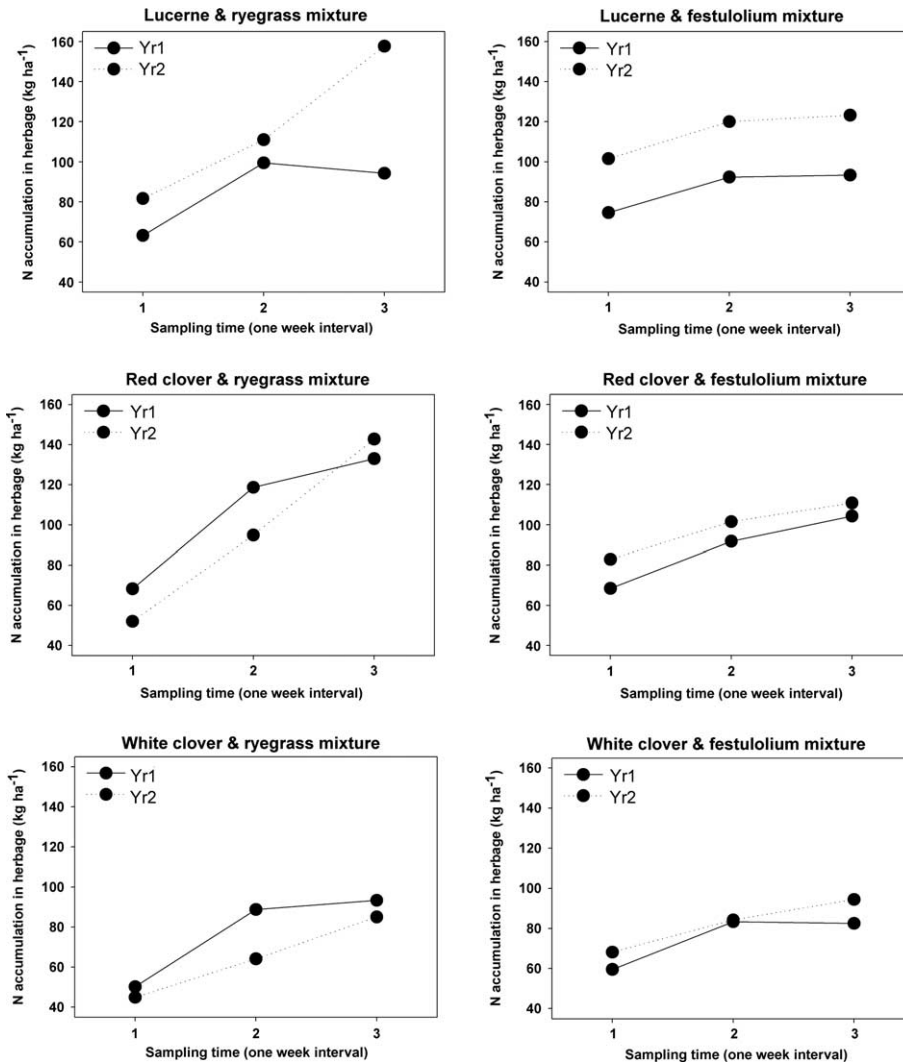 Lucerne & ryegrass mixture
N accumulation in herbage (kg ha⁻¹)
160
140
120
100
80
60
40
Yr1
Yr2
1 2 3
Sampling time (one week interval)
Lucerne & festulolium mixture
N accumulation in herbage (kg ha⁻¹)
160
140
120
100
80
60
40
Yr1
Yr2
1 2 3
Sampling time (one week interval)
Red clover & ryegrass mixture
N accumulation in herbage (kg ha⁻¹)
160
140
120
100
80
60
40
Yr1
Yr2
1 2 3
Sampling time (one week interval)
Red clover & festulolium mixture
N accumulation in herbage (kg ha⁻¹)
160
140
120
100
80
60
40
Yr1
Yr2
1 2 3
Sampling time (one week interval)
White clover & ryegrass mixture
N accumulation in herbage (kg ha⁻¹)
160
140
120
100
80
60
40
Yr1
Yr2
1 2 3
Sampling time (one week interval)
White clover & festulolium mixture
N accumulation in herbage (kg ha⁻¹)
160
140
120
100
80
60
40
Yr1
Yr2
1 2 3
Sampling time (one week interval)